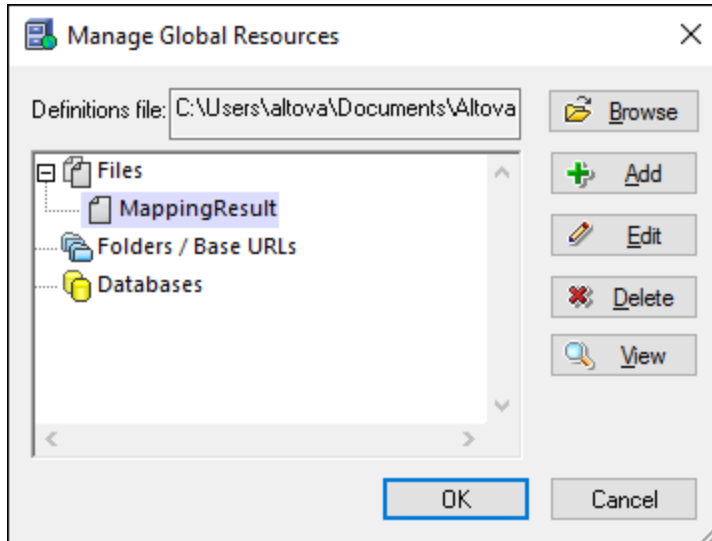 Manage Global Resources
Definitions file: C:\Users\altova\Documents\Altova
Browse
Files
Add
MappingResult
Edit
Folders / Base URLs
Databases
Delete
View
OK
Cancel